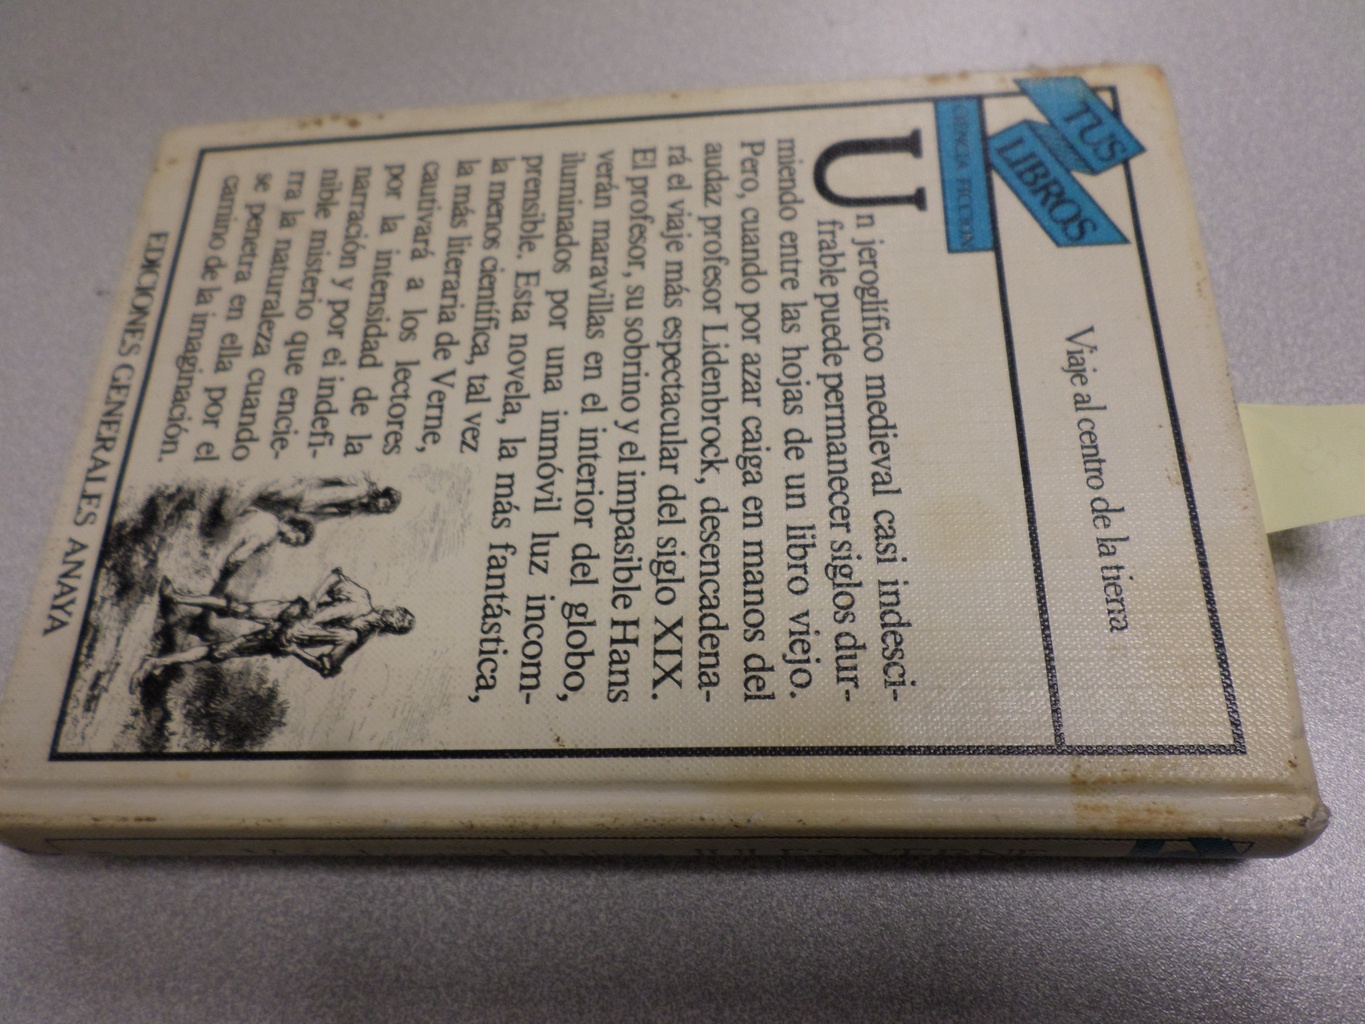 TUS
LIBROS
CIENCIA FICCION
Viaje al centro de la tierra
Un jeroglífico medieval casi indesci-
frable puede permanecer siglos dur-
miendo entre las hojas de un libro viejo.
Pero, cuando por azar caiga en manos del
audaz profesor Lidenbrock, desencadena-
rá el viaje más espectacular del siglo XIX.
El profesor, su sobrino y el impasible Hans
verán maravillas en el interior del globo,
iluminados por una inmóvil luz incom-
prensible. Esta novela, la más fantástica,
la menos científica, tal vez
la más literaria de Verne,
cautivará a los lectores
por la intensidad de la
narración y por el indefi-
nible misterio que encie-
rra la naturaleza cuando
se penetra en ella por el
camino de la imaginación.
EDICIONES GENERALES ANAYA
JULES VERNE